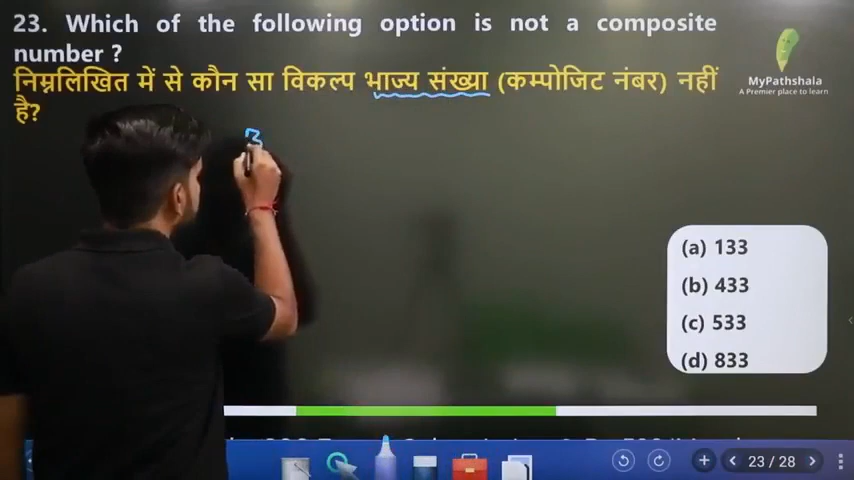 23. Which of the following option is not a composite
number ?
निम्नलिखित में से कौन सा विकल्प भाज्य संख्या (कम्पोजिट नंबर) नहीं
है?
MyPathshala
A Premier place to learn
(a) 133
(b) 433
(c) 533
(d) 833
23 / 28